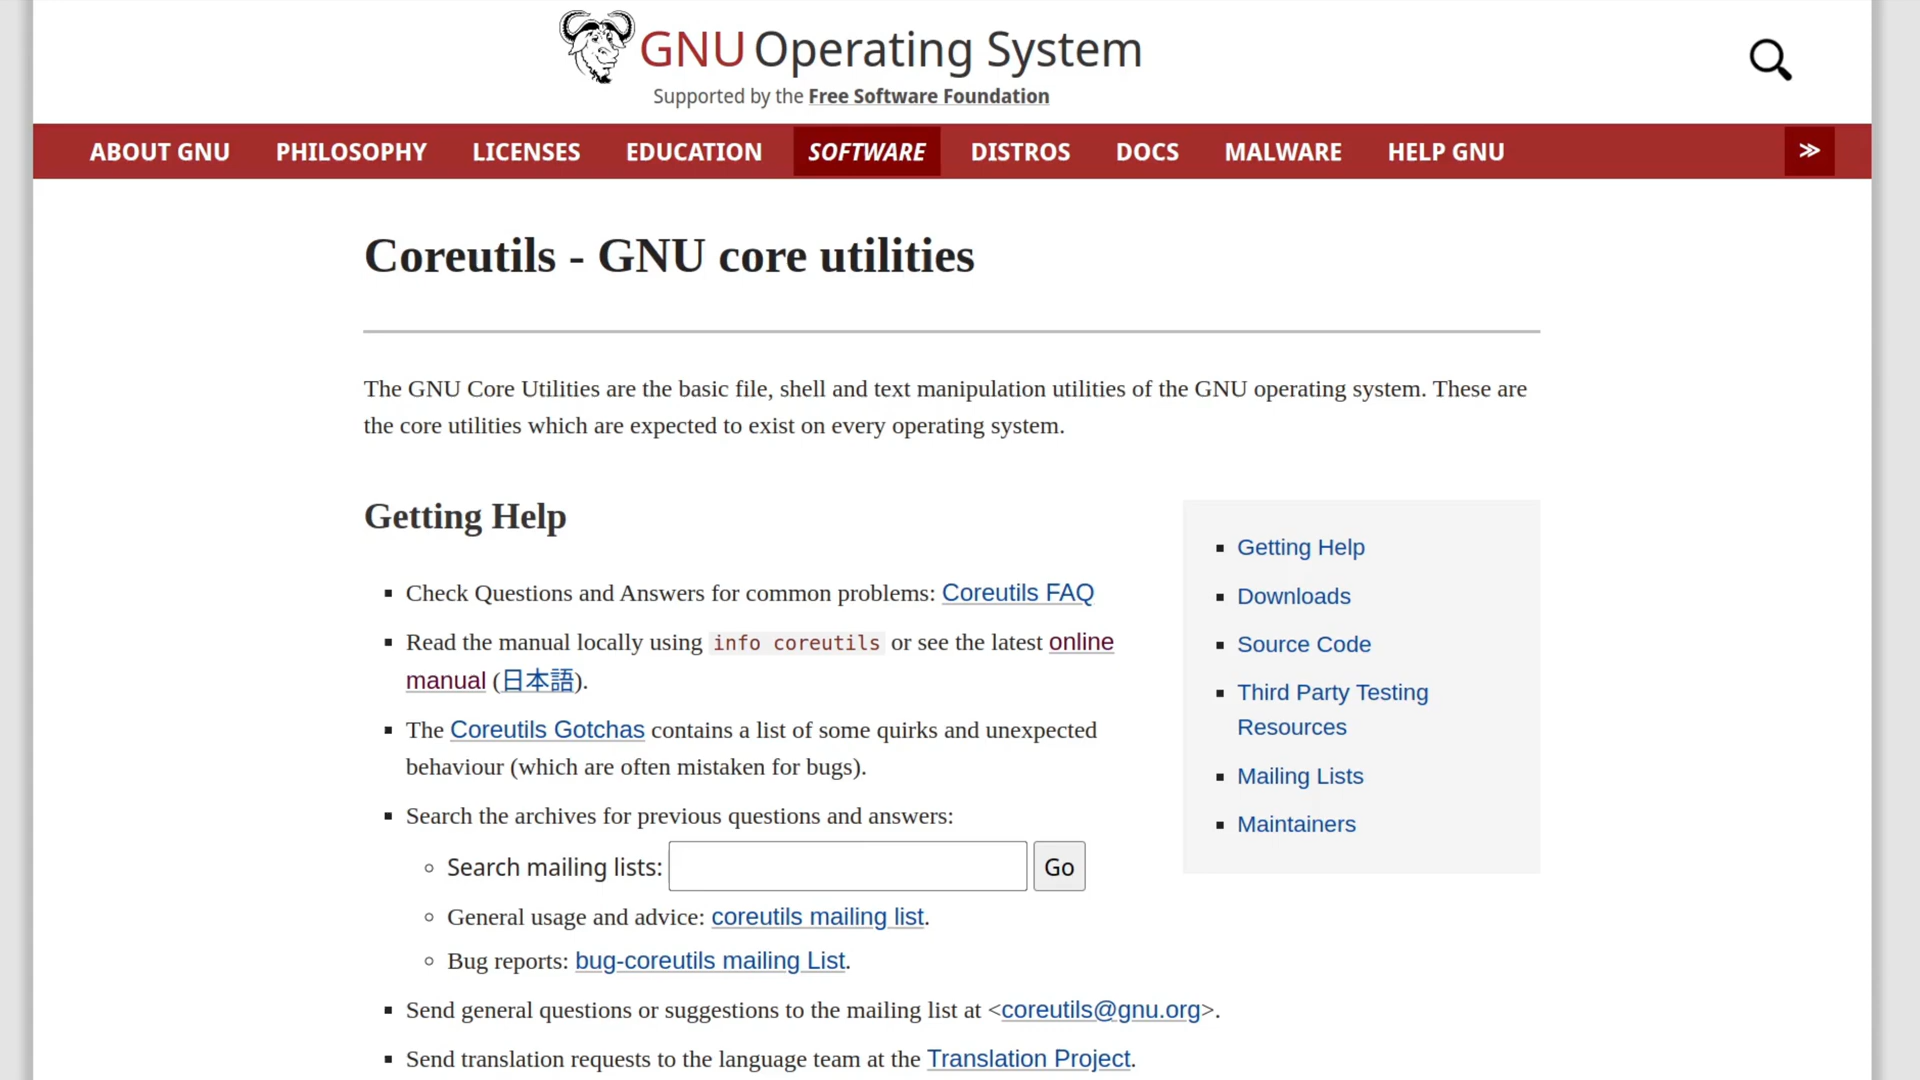 GNU Operating System
Supported by the Free Software Foundation
ABOUT GNU PHILOSOPHY LICENSES EDUCATION SOFTWARE DISTROS DOCS MALWARE HELP GNU ≫
Coreutils - GNU core utilities
The GNU Core Utilities are the basic file, shell and text manipulation utilities of the GNU operating system. These are
the core utilities which are expected to exist on every operating system.
Getting Help
Check Questions and Answers for common problems: Coreutils FAQ
Read the manual locally using info coreutils or see the latest online
manual (日本語).
The Coreutils Gotchas contains a list of some quirks and unexpected
behaviour (which are often mistaken for bugs).
Search the archives for previous questions and answers:
Search mailing lists: Go
General usage and advice: coreutils mailing list.
Bug reports: bug-coreutils mailing List.
Send general questions or suggestions to the mailing list at <coreutils@gnu.org>.
Send translation requests to the language team at the Translation Project.
Getting Help
Downloads
Source Code
Third Party Testing
Resources
Mailing Lists
Maintainers